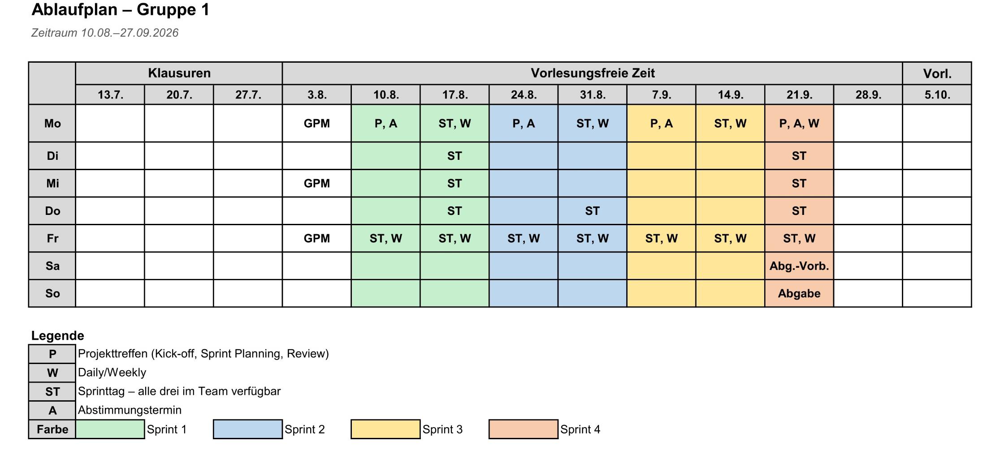 Ablaufplan – Gruppe 1
Zeitraum 10.08.–27.09.2026
Klausuren Vorlesungsfreie Zeit Vorl.
13.7. 20.7. 27.7. 3.8. 10.8. 17.8. 24.8. 31.8. 7.9. 14.9. 21.9. 28.9. 5.10.
Mo GPM P, A ST, W P, A ST, W P, A ST, W P, A, W
Di ST ST
Mi GPM ST ST
Do ST ST ST
Fr GPM ST, W ST, W ST, W ST, W ST, W ST, W ST, W
Sa Abg.-Vorb.
So Abgabe
Legende
P Projekttreffen (Kick-off, Sprint Planning, Review)
W Daily/Weekly
ST Sprinttag – alle drei im Team verfügbar
A Abstimmungstermin
Farbe Sprint 1 Sprint 2 Sprint 3 Sprint 4